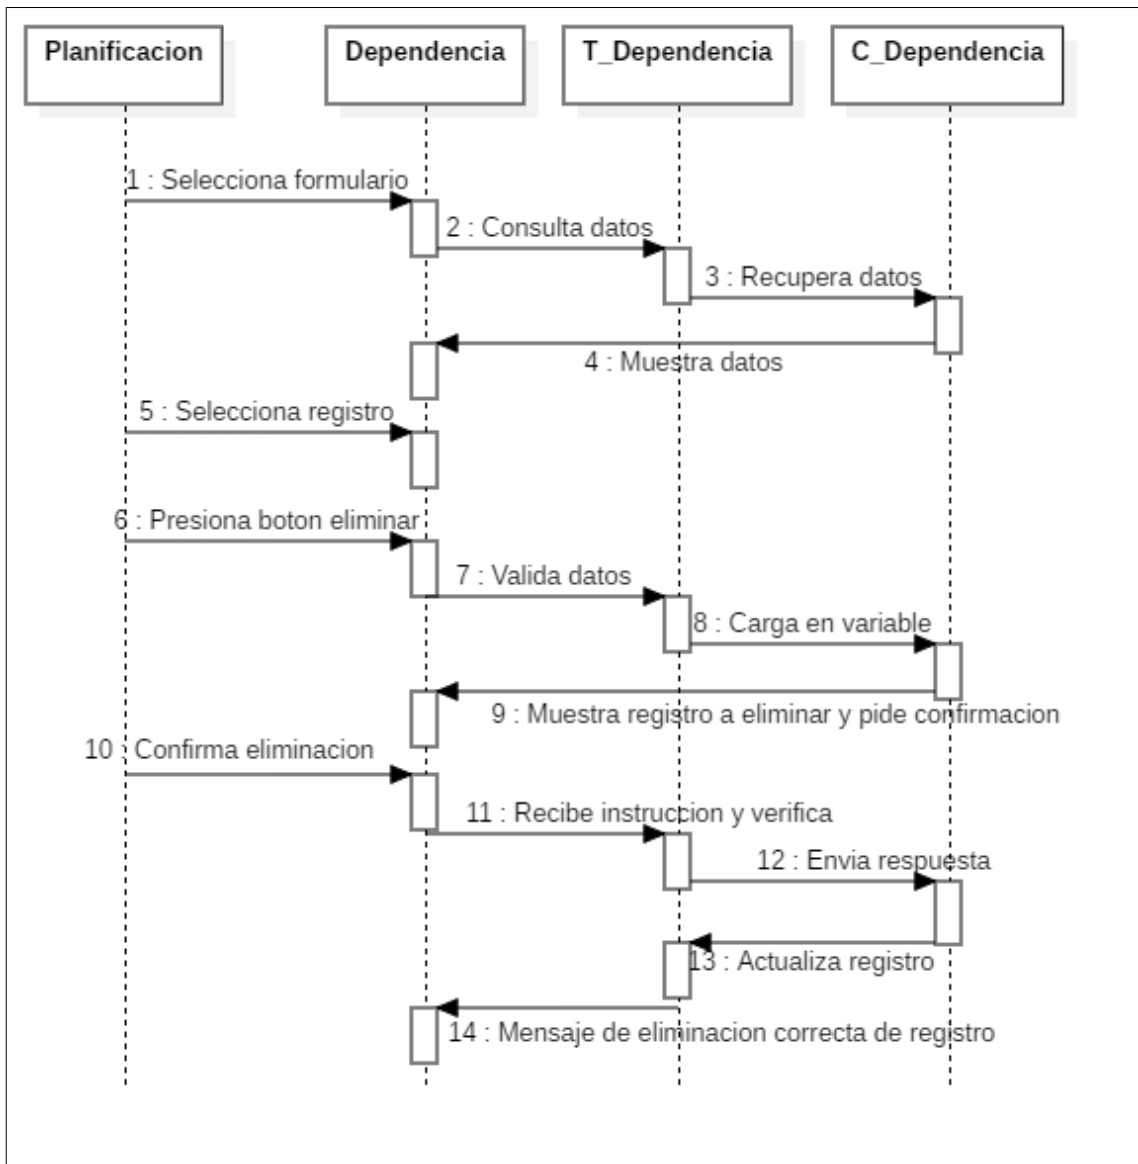 Planificacion
Dependencia
T_Dependencia
C_Dependencia
1 : Selecciona formulario
2 : Consulta datos
3 : Recupera datos
4 : Muestra datos
5 : Selecciona registro
6 : Presiona boton eliminar
7 : Valida datos
8 : Carga en variable
9 : Muestra registro a eliminar y pide confirmacion
10 : Confirma eliminacion
11 : Recibe instruccion y verifica
12 : Envia respuesta
13 : Actualiza registro
14 : Mensaje de eliminacion correcta de registro